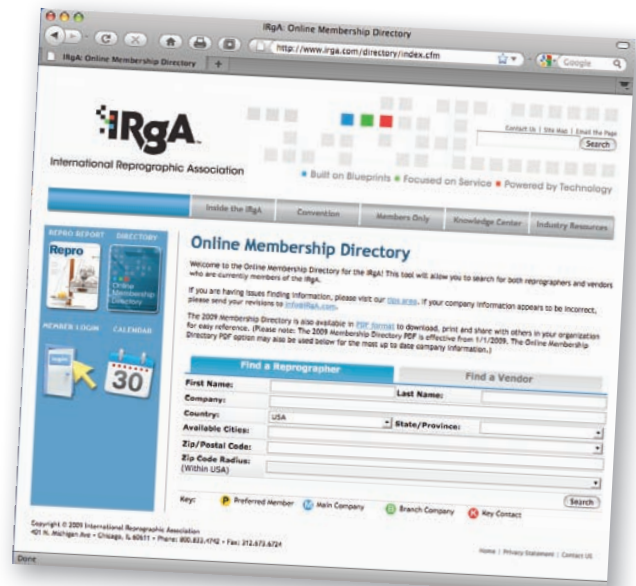 IRgA: Online Membership Directory
http://www.irga.com/directory/index.cfm
Google
IRgA: Online Membership Directory
Contact Us | Site Map | Email the Page
Search
IRgA
International Reprographic Association
Built on Blueprints Focused on Service Powered by Technology
Inside the IRgA Convention Members Only Knowledge Center Industry Resources
REPRO REPORT DIRECTORY
Repro
Online
Membership
Directory
MEMBER LOGIN CALENDAR
30
Online Membership Directory
Welcome to the Online Membership Directory for the IRgA! This tool will allow you to search for both reprographers and vendors
who are currently members of the IRgA.
If you are having issues finding information, please visit our tips area. If your company information appears to be incorrect,
please send your revisions to info@irga.com.
The 2009 Membership Directory is also available in PDF format to download, print and share with others in your organization
for easy reference. (Please note: The 2009 Membership Directory PDF is effective from 1/1/2009. The Online Membership
Directory PDF option may also be used below for the most up to date company information.)
Find a Reprographer Find a Vendor
First Name: Last Name:
Company:
Country: USA State/Province:
Available Cities:
Zip/Postal Code:
Zip Code Radius:
(Within USA)
Search
Key: P Preferred Member M Main Company B Branch Company K Key Contact
Copyright © 2009 International Reprographic Association
401 N. Michigan Ave • Chicago, IL 60611 • Phone: 800.833.4742 • Fax: 312.673.6724
Home | Privacy Statement | Contact US
Done